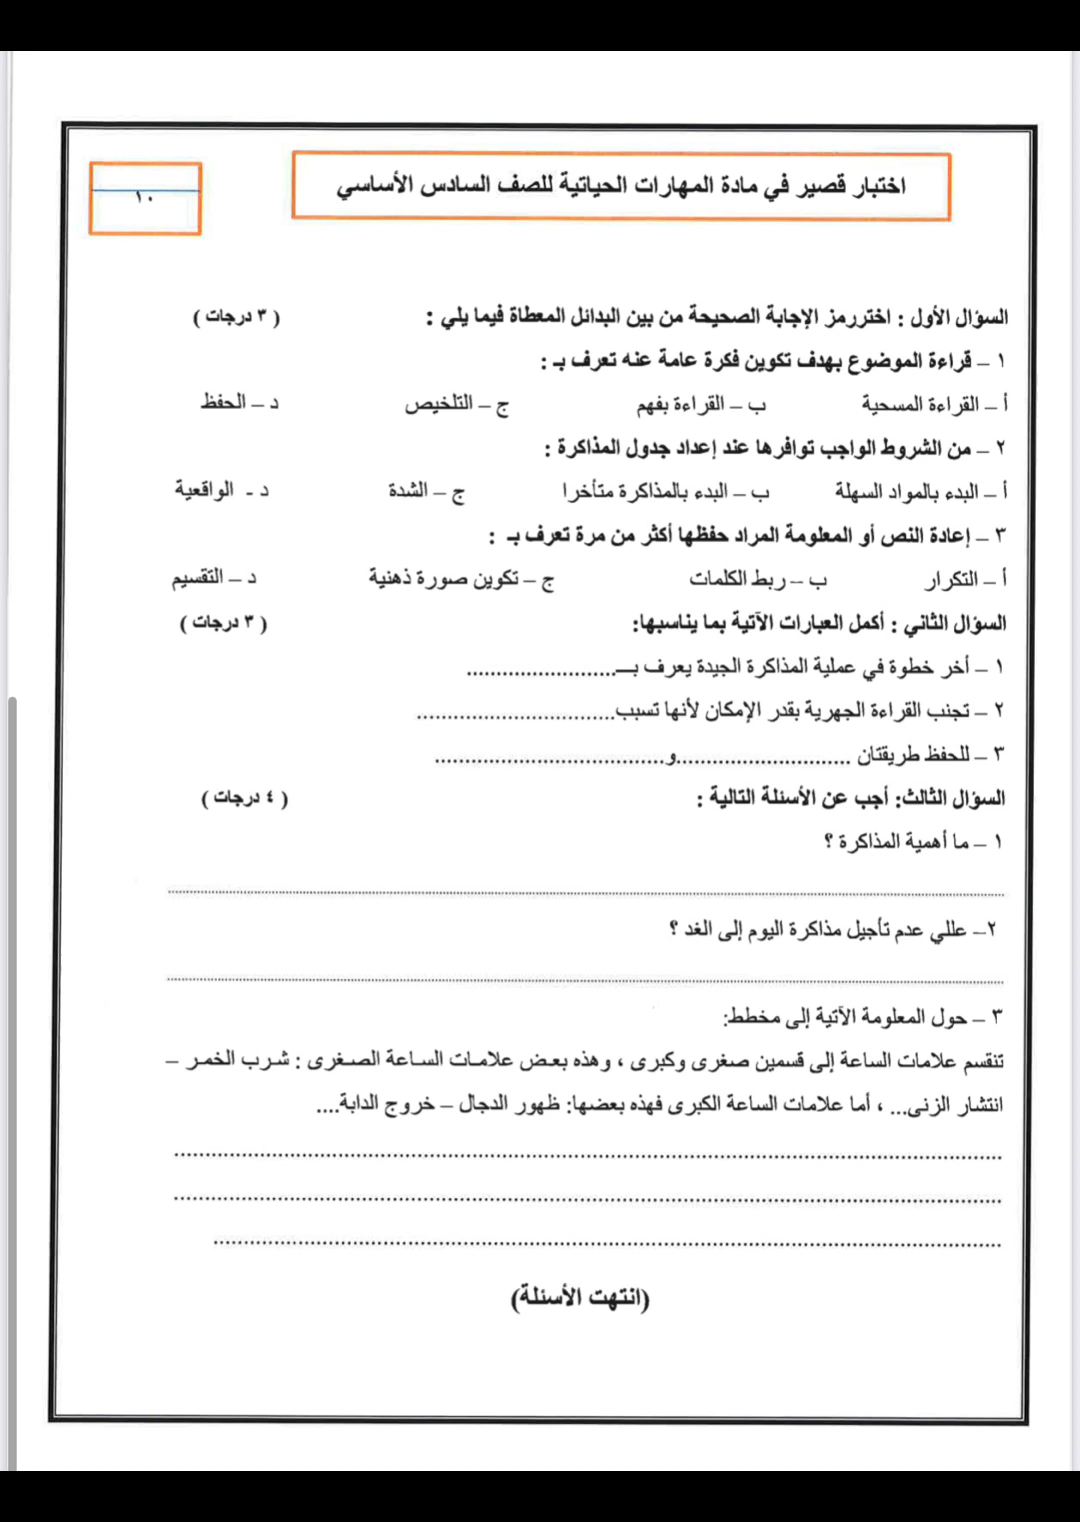 اختبار قصير في مادة المهارات الحياتية للصف السادس الأساسي
١٠
السؤال الأول : اختررمز الإجابة الصحيحة من بين البدائل المعطاة فيما يلي : ( ٣ درجات )
١ – قراءة الموضوع بهدف تكوين فكرة عامة عنه تعرف بـ :
أ – القراءة المسحية ب – القراءة بفهم ج – التلخيص د – الحفظ
٢ – من الشروط الواجب توافرها عند إعداد جدول المذاكرة :
أ – البدء بالمواد السهلة ب – البدء بالمذاكرة متأخرا ج – الشدة د - الواقعية
٣ – إعادة النص أو المعلومة المراد حفظها أكثر من مرة تعرف بـ :
أ – التكرار ب – ربط الكلمات ج – تكوين صورة ذهنية د – التقسيم
السؤال الثاني : أكمل العبارات الآتية بما يناسبها: ( ٣ درجات )
١ – أخر خطوة في عملية المذاكرة الجيدة يعرف بـــ.........................
٢ – تجنب القراءة الجهرية بقدر الإمكان لأنها تسبب.................................
٣ – للحفظ طريقتان .............................و......................................
السؤال الثالث: أجب عن الأسئلة التالية : ( ٤ درجات )
١ – ما أهمية المذاكرة ؟
٢– عللي عدم تأجيل مذاكرة اليوم إلى الغد ؟
٣ – حول المعلومة الآتية إلى مخطط:
تنقسم علامات الساعة إلى قسمين صغرى وكبرى ، وهذه بعض علامات الساعة الصغرى : شرب الخمر –
انتشار الزنى... ، أما علامات الساعة الكبرى فهذه بعضها: ظهور الدجال – خروج الدابة....
(انتهت الأسئلة)